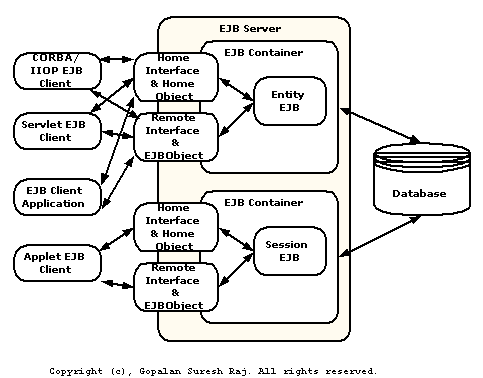 EJB Server
EJB Container
CORBA/
IIOP EJB
Client
Home
Interface
& Home
Object
Entity
EJB
Servlet EJB
Client
Remote
Interface
&
EJBObject
Database
EJB Client
Application
EJB Container
Home
Interface
& Home
Object
Session
EJB
Applet EJB
Client
Remote
Interface
&
EJBObject
Copyright (c), Gopalan Suresh Raj. All rights reserved.